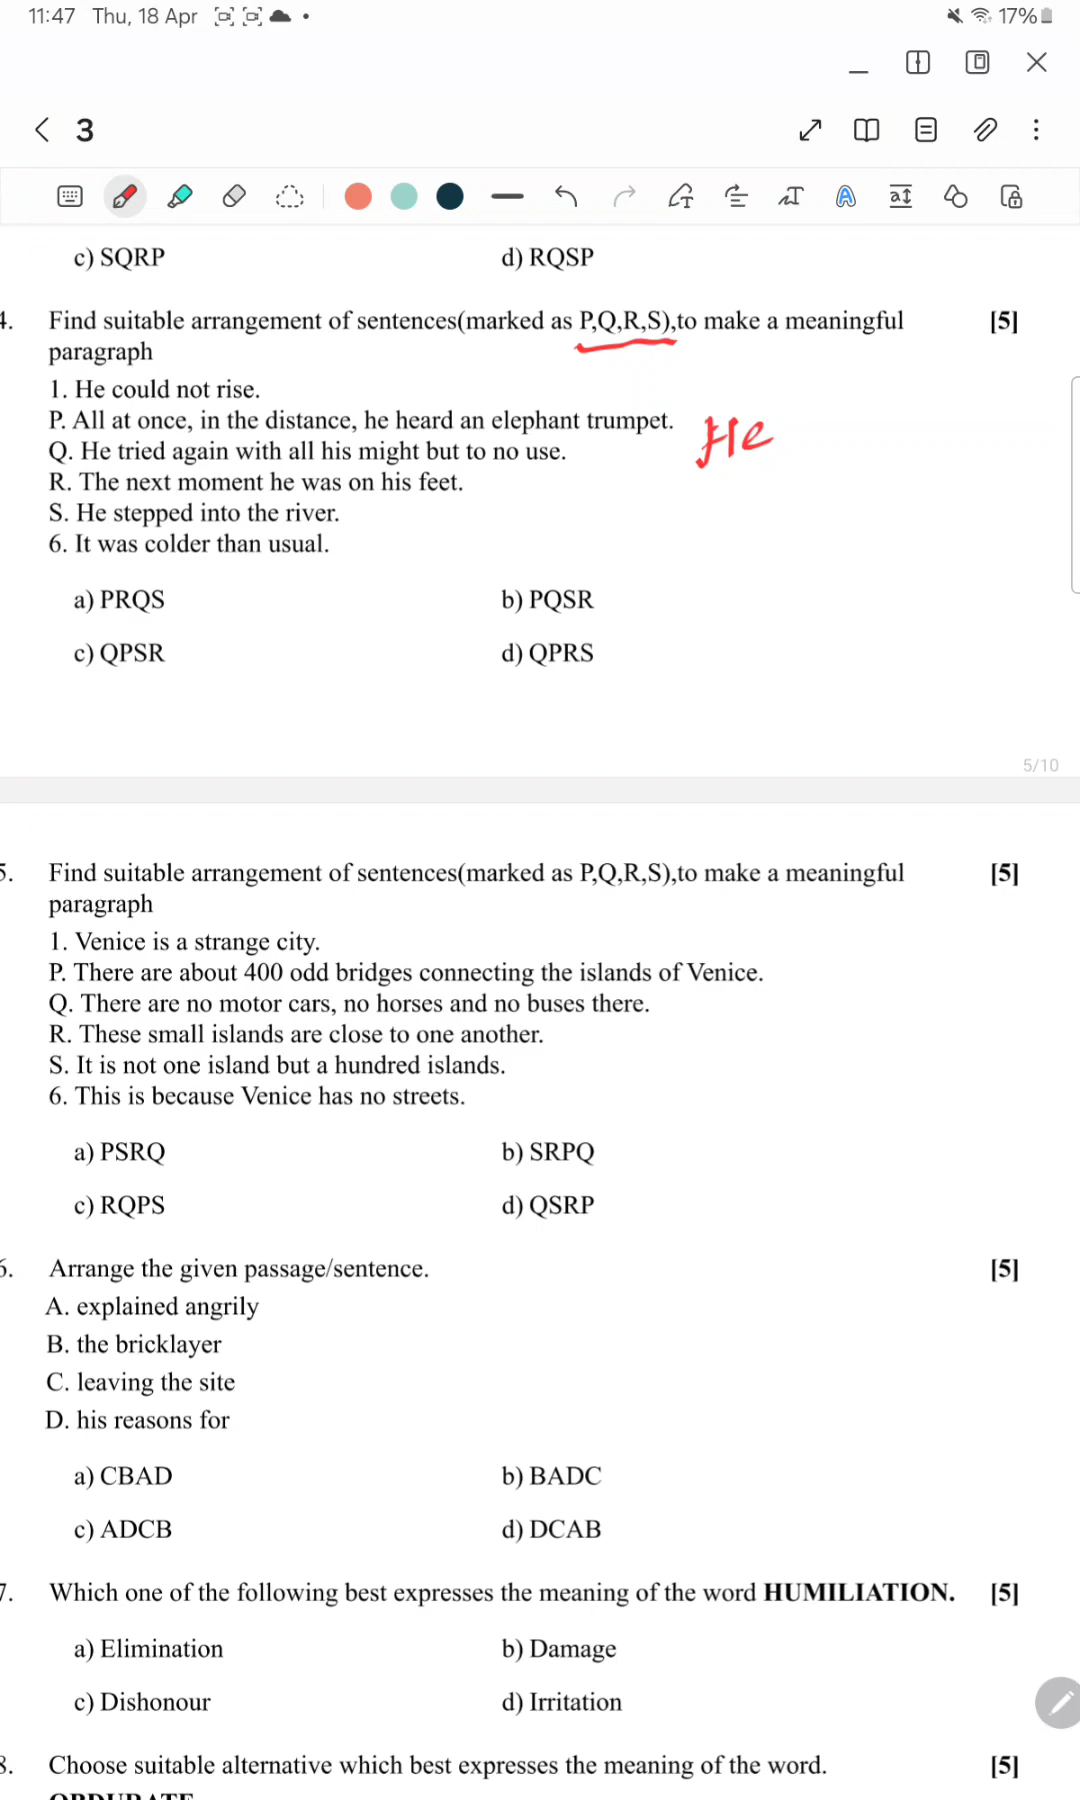 11:47 Thu, 18 Apr 17%
3
c) SQRP d) RQSP
4. Find suitable arrangement of sentences(marked as P,Q,R,S),to make a meaningful [5]
paragraph
1. He could not rise.
P. All at once, in the distance, he heard an elephant trumpet.
He
Q. He tried again with all his might but to no use.
R. The next moment he was on his feet.
S. He stepped into the river.
6. It was colder than usual.
a) PRQS b) PQSR
c) QPSR d) QPRS
5/10
5. Find suitable arrangement of sentences(marked as P,Q,R,S),to make a meaningful [5]
paragraph
1. Venice is a strange city.
P. There are about 400 odd bridges connecting the islands of Venice.
Q. There are no motor cars, no horses and no buses there.
R. These small islands are close to one another.
S. It is not one island but a hundred islands.
6. This is because Venice has no streets.
a) PSRQ b) SRPQ
c) RQPS d) QSRP
6. Arrange the given passage/sentence. [5]
A. explained angrily
B. the bricklayer
C. leaving the site
D. his reasons for
a) CBAD b) BADC
c) ADCB d) DCAB
7. Which one of the following best expresses the meaning of the word HUMILIATION. [5]
a) Elimination b) Damage
c) Dishonour d) Irritation
8. Choose suitable alternative which best expresses the meaning of the word. [5]